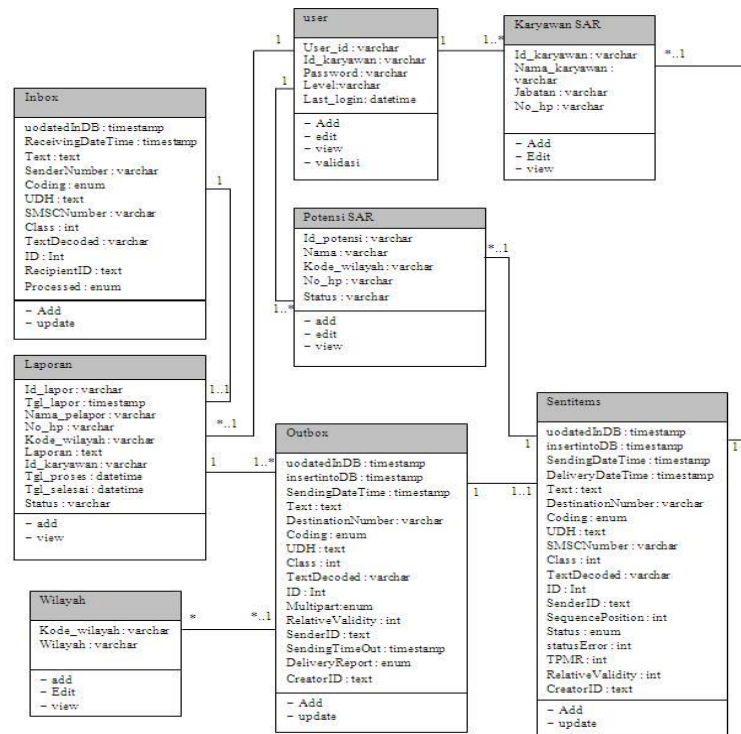 user
User_id : varchar
Id_karyawan : varchar
Password : varchar
Level:varchar
Last_login : datetime
– Add
– edit
– view
– validasi
Karyawan SAR
Id_karyawan : varchar
Nama_karyawan :
varchar
Jabatan : varchar
No_hp : varchar
– Add
– Edit
– view
1
1
1
1..*
*..1
Inbox
uodatedInDB : timestamp
ReceivingDateTime : timestamp
Text : text
SenderNumber : varchar
Coding : enum
UDH : text
SMSCNumber : varchar
Class : int
TextDecoded : varchar
ID : Int
RecipientID : text
Processed : enum
– Add
– update
1
Potensi SAR
Id_potensi : varchar
Nama : varchar
Kode_wilayah : varchar
No_hp : varchar
Status : varchar
– add
– edit
– view
*..1
1..*
Laporan
Id_lapor : varchar
Tgl_lapor : timestamp
Nama_pelapor : varchar
No_hp : varchar
Kode_wilayah : varchar
Laporan : text
Id_karyawan : varchar
Tgl_proses : datetime
Tgl_selesai : datetime
Status : varchar
– add
– view
1..1
*..1
1
1..*
Outbox
uodatedInDB : timestamp
insertintoDB : timestamp
SendingDateTime : timestamp
Text : text
DestinationNumber : varchar
Coding : enum
UDH : text
Class : int
TextDecoded : varchar
ID : Int
Multipart:enum
RelativeValidity : int
SenderID : text
SendingTimeOut : timestamp
DeliveryReport : enum
CreatorID : text
– Add
– update
1
1..1
Sentitems
uodatedInDB : timestamp
insertintoDB : timestamp
SendingDateTime : timestamp
DeliveryDateTime : timestamp
Text : text
DestinationNumber : varchar
Coding : enum
UDH : text
SMSCNumber : varchar
Class : int
TextDecoded : varchar
ID : Int
SenderID : text
SequencePosition : int
Status : enum
statusError : int
TPMR : int
RelativeValidity : int
CreatorID : text
– Add
– update
1
1
Wilayah
Kode_wilayah : varchar
Wilayah : varchar
– add
– Edit
– view
*
*..1